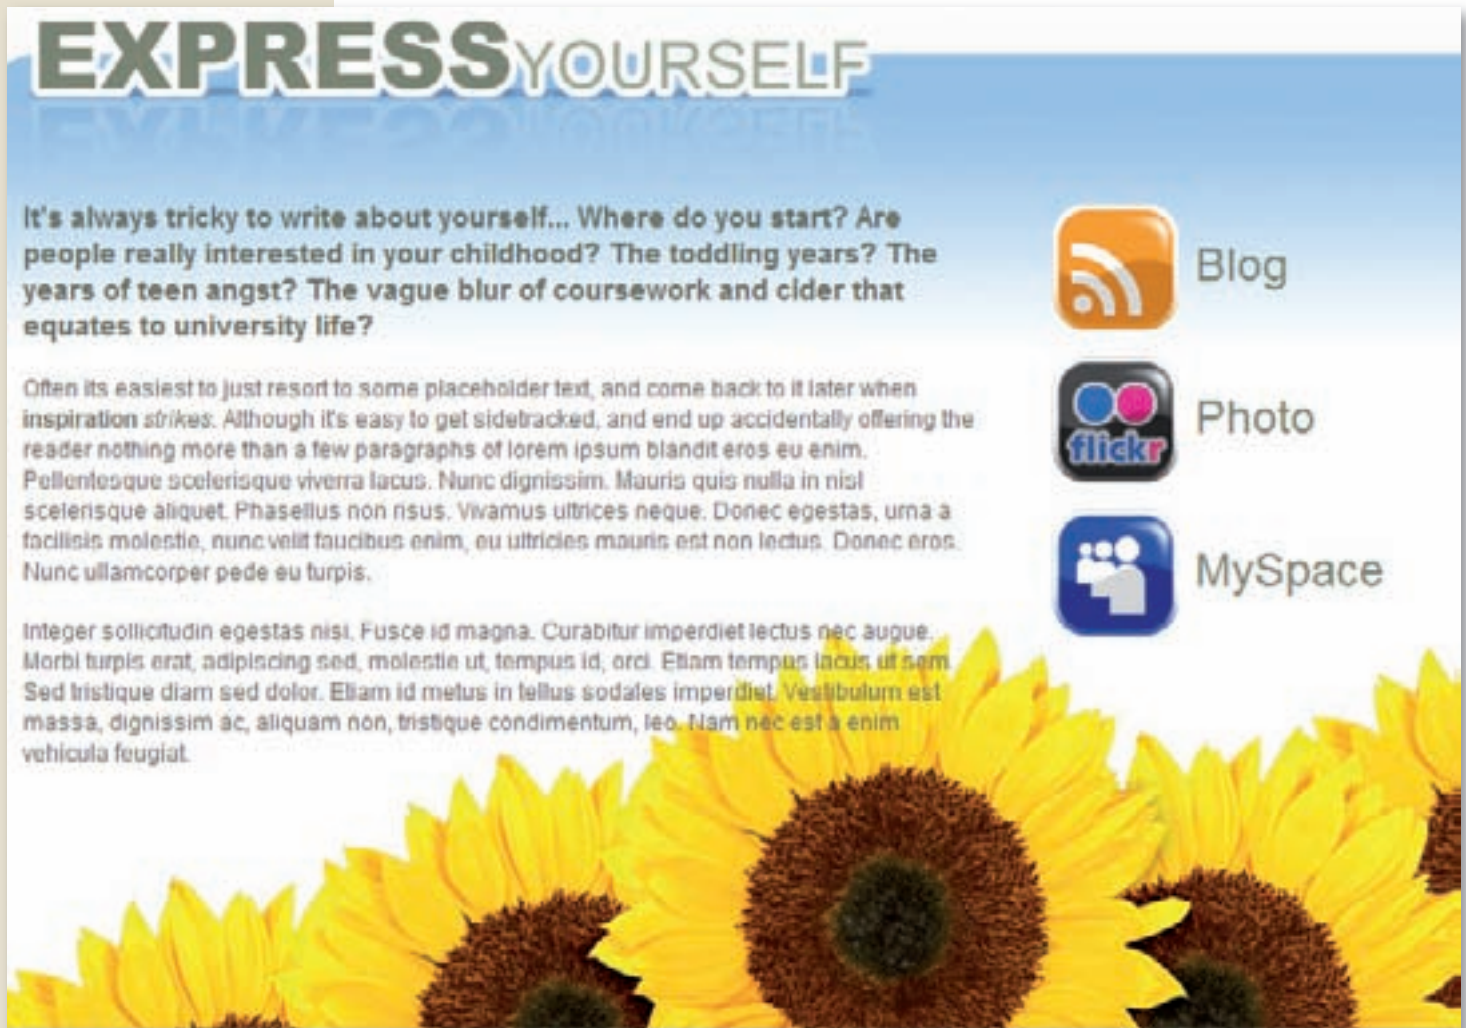 EXPRESSYOURSELF
It's always tricky to write about yourself... Where do you start? Are
people really interested in your childhood? The toddling years? The
years of teen angst? The vague blur of coursework and cider that
equates to university life?
Often its easiest to just resort to some placeholder text, and come back to it later when
inspiration strikes. Although it's easy to get sidetracked, and end up accidentally offering the
reader nothing more than a few paragraphs of lorem ipsum blandit eros eu enim.
Pellentesque scelerisque viverra lacus. Nunc dignissim. Mauris quis nulla in nisl
scelerisque aliquet. Phasellus non risus. Vivamus ultrices neque. Donec egestas, urna a
facilisis molestie, nunc velit faucibus enim, eu ultricies mauris est non lectus. Donec eros.
Nunc ullamcorper pede eu turpis.
Integer sollicitudin egestas nisi. Fusce id magna. Curabitur imperdiet lectus nec augue.
Morbi turpis erat, adipiscing sed, molestie ut, tempus id, orci. Etiam tempus lacus ut sem.
Sed tristique diam sed dolor. Etiam id metus in tellus sodales imperdiet. Vestibulum est
massa, dignissim ac, aliquam non, tristique condimentum, leo. Nam nec est a enim
vehicula feugiat.
Blog
flickr
Photo
MySpace